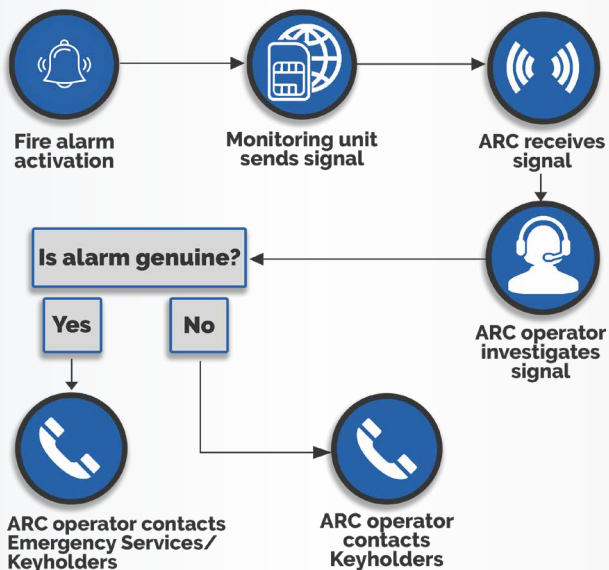 Fire alarm
activation
Monitoring unit
sends signal
ARC receives
signal
ARC operator
investigates
signal
Is alarm genuine?
Yes
No
ARC operator contacts
Emergency Services/
Keyholders
ARC operator
contacts
Keyholders